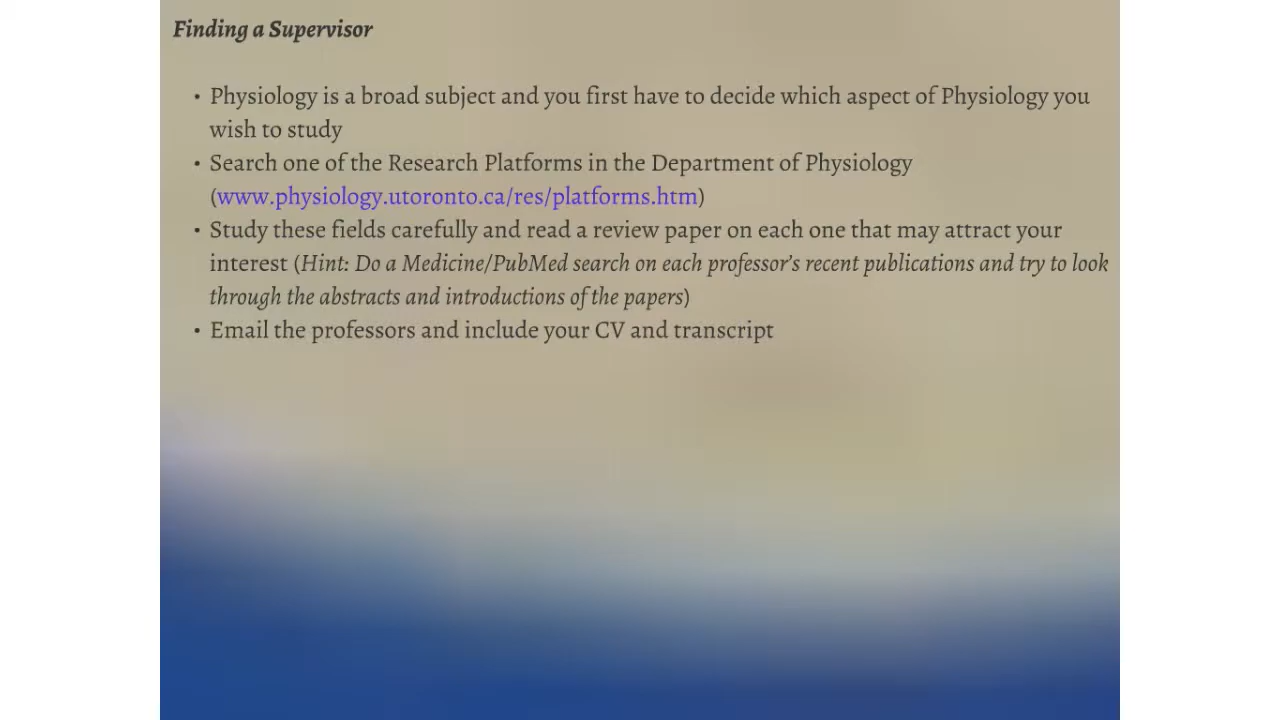 Finding a Supervisor
• Physiology is a broad subject and you first have to decide which aspect of Physiology you
wish to study
• Search one of the Research Platforms in the Department of Physiology
(www.physiology.utoronto.ca/res/platforms.htm)
• Study these fields carefully and read a review paper on each one that may attract your
interest (Hint: Do a Medicine/PubMed search on each professor's recent publications and try to look
through the abstracts and introductions of the papers)
• Email the professors and include your CV and transcript